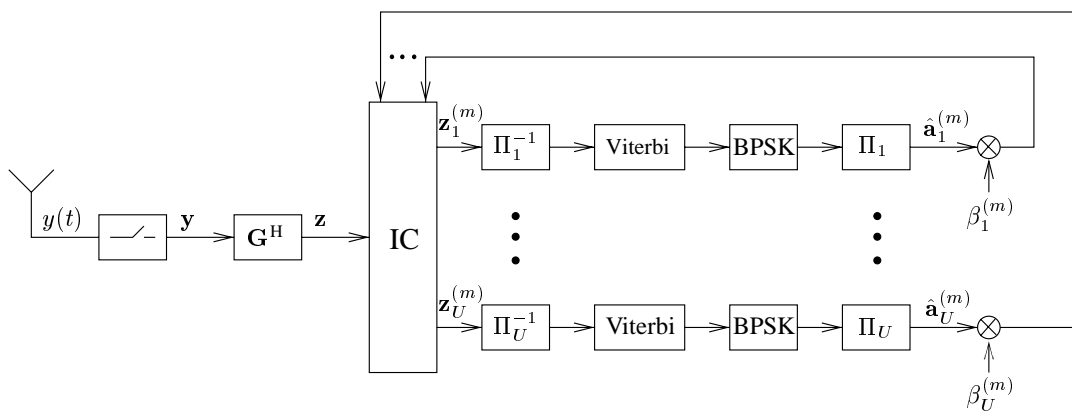 ...
z_1^{(m)} Π_1^{-1} Viterbi BPSK Π_1 â_1^{(m)}
β_1^{(m)}
y(t) y G^H z IC
z_U^{(m)} Π_U^{-1} Viterbi BPSK Π_U â_U^{(m)}
β_U^{(m)}